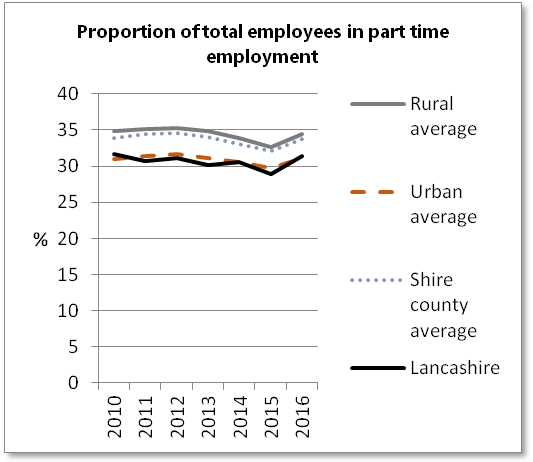 Proportion of total employees in part time
employment
40
35
30
25
20
15
10
5
0
%
2010
2011
2012
2013
2014
2015
2016
Rural
average
Urban
average
Shire
county
average
Lancashire